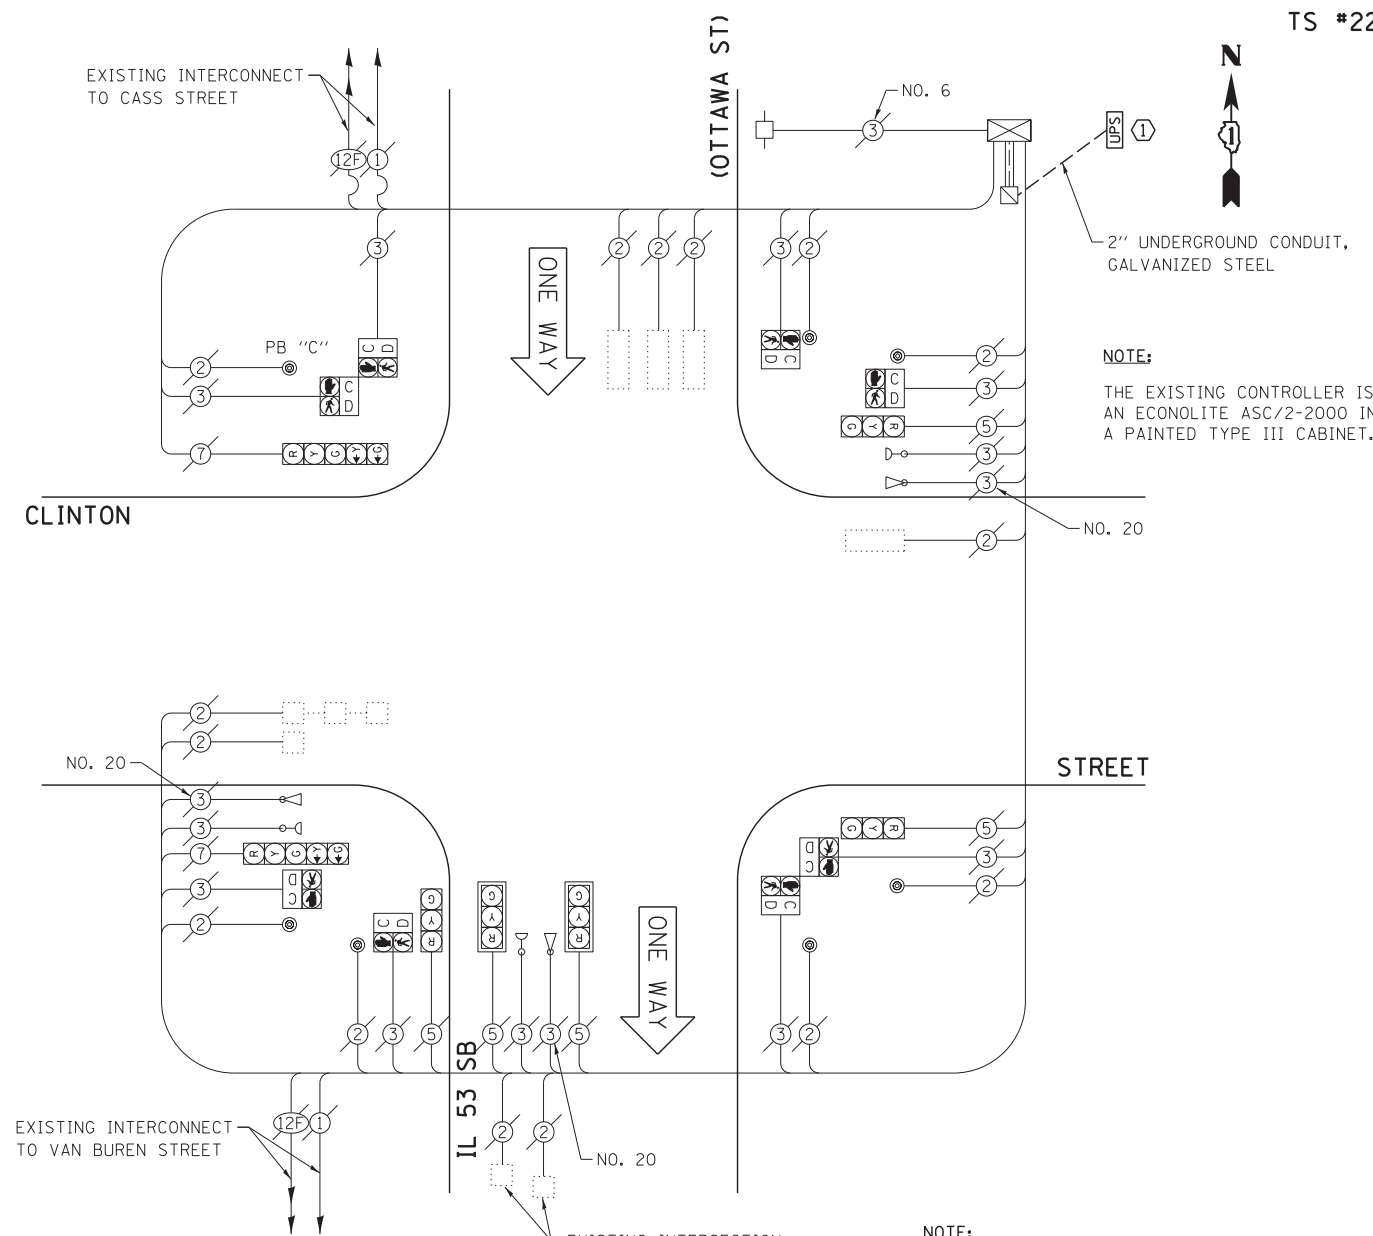 TS #22
EXISTING INTERCONNECT
TO CASS STREET
(OTTAWA ST)
N
1
NO. 6
3
UPS
1
12F
1
2" UNDERGROUND CONDUIT,
GALVANIZED STEEL
3
2
2
2
3
2
ONE WAY
PB "C"
C D
2
C
D
3
R Y G Y G
7
C
D
2
C
D
3
R Y G
5
3
3
NOTE:
THE EXISTING CONTROLLER IS
AN ECONOLITE ASC/2-2000 IN
A PAINTED TYPE III CABINET.
CLINTON
NO. 20
2
2
2
NO. 20
STREET
3
3
7
R Y G Y G
C
D
3
2
C D
R Y G
R Y G
R Y G
R Y G
5
C
D
3
2
C
D
ONE WAY
2
3
5
5
3
3
5
3
2
IL 53 SB
EXISTING INTERCONNECT
TO VAN BUREN STREET
12F
1
2
2
NO. 20
NOTE:
EXISTING INTERSECTION